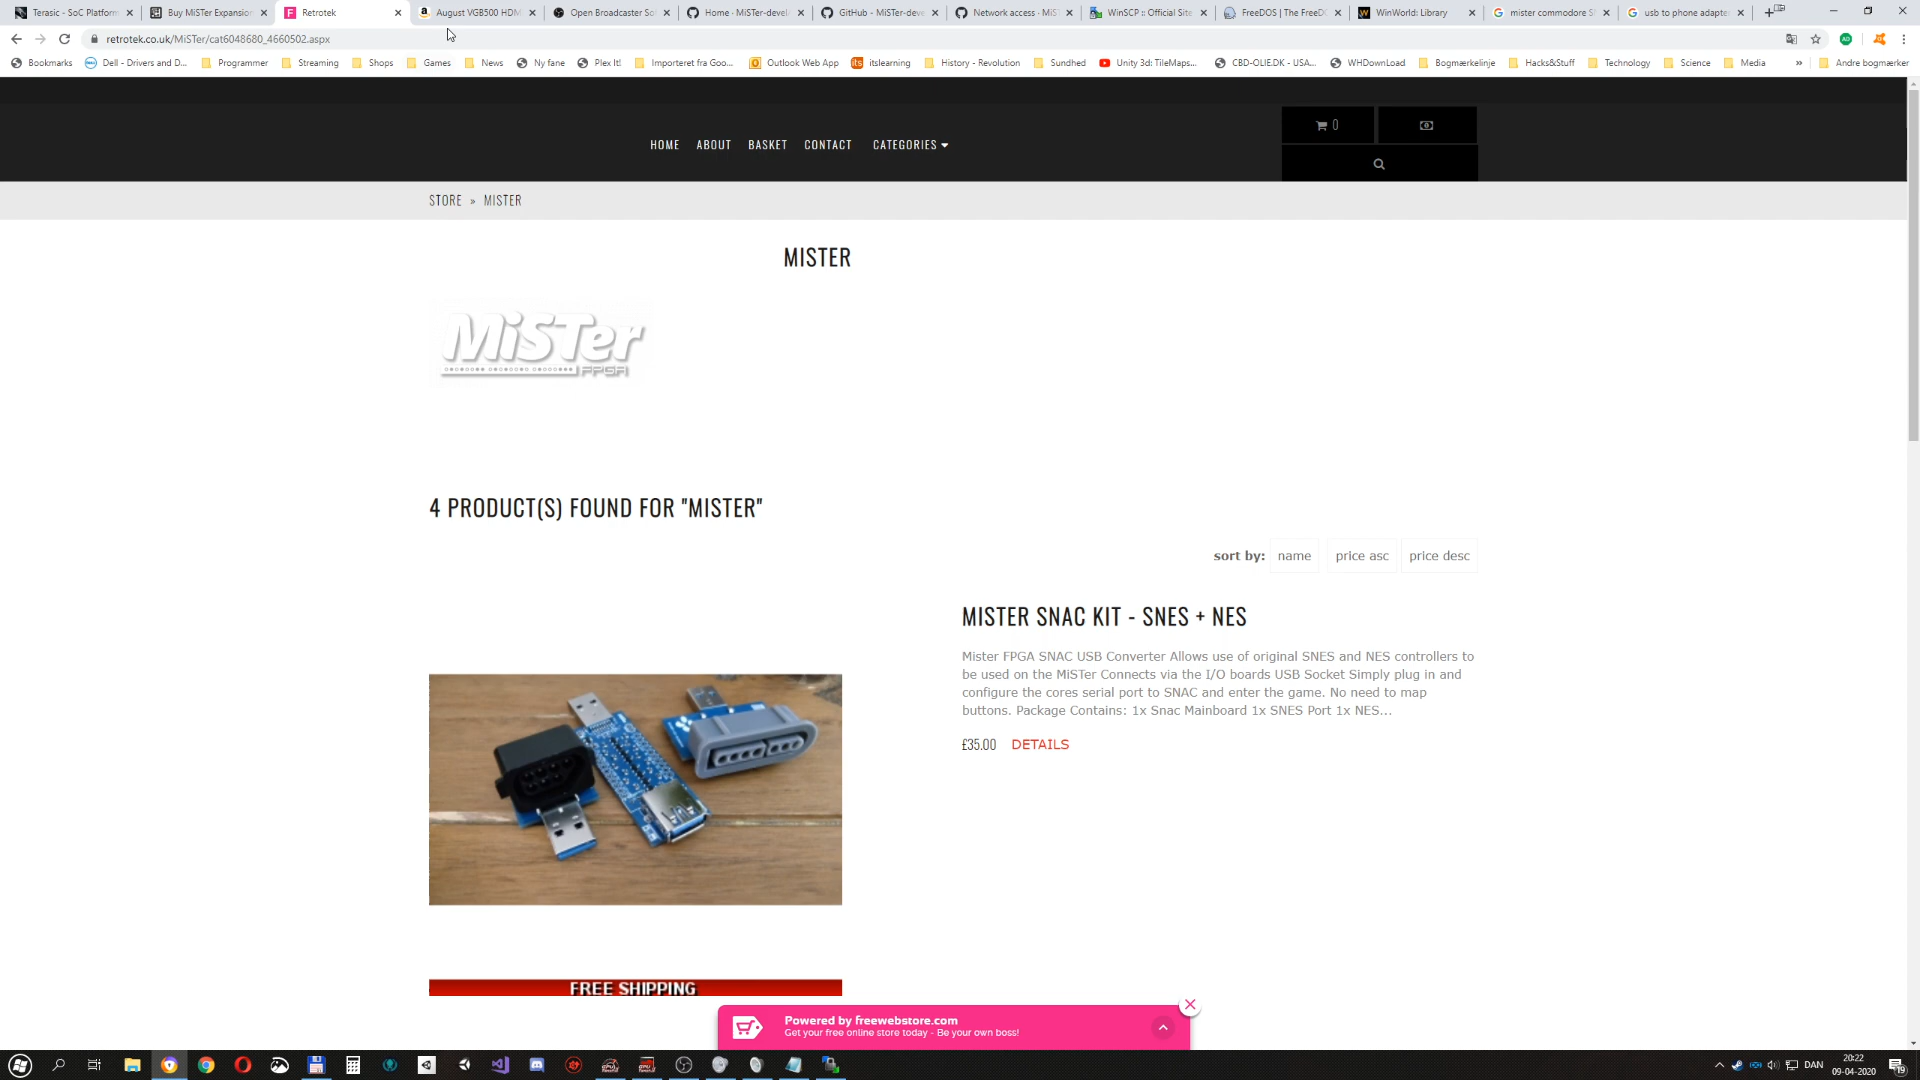 Terasic - SoC Platform
Buy MiSTer Expansion
Retrotek
August VGB500 HDM
Open Broadcaster So
Home · MiSTer-devel
GitHub - MiSTer-deve
Network access · MiST
WinSCP :: Official Site
FreeDOS | The FreeDO
WinWorld: Library
mister commodore S
usb to phone adapte
retrotek.co.uk/MiSTer/cat6048680_4660502.aspx
Bookmarks
Dell - Drivers and D...
Programmer
Streaming
Shops
Games
News
Ny fane
Plex It!
Importeret fra Goo...
Outlook Web App
itslearning
History - Revolution
Sundhed
Unity 3d: TileMaps...
CBD-OLIE.DK - USA...
WHDownLoad
Bogmærkelinje
Hacks&Stuff
Technology
Science
Media
»
Andre bogmærker
HOME
ABOUT
BASKET
CONTACT
CATEGORIES
0
STORE » MISTER
MISTER
MiSTer
FPGA
4 PRODUCT(S) FOUND FOR "MISTER"
sort by: name price asc price desc
MISTER SNAC KIT - SNES + NES
Mister FPGA SNAC USB Converter Allows use of original SNES and NES controllers to
be used on the MiSTer Connects via the I/O boards USB Socket Simply plug in and
configure the cores serial port to SNAC and enter the game. No need to map
buttons. Package Contains: 1x Snac Mainboard 1x SNES Port 1x NES...
£35.00 DETAILS
FREE SHIPPING
Powered by freewebstore.com
Get your free online store today - Be your own boss!
DAN
20:22
09-04-2020
19